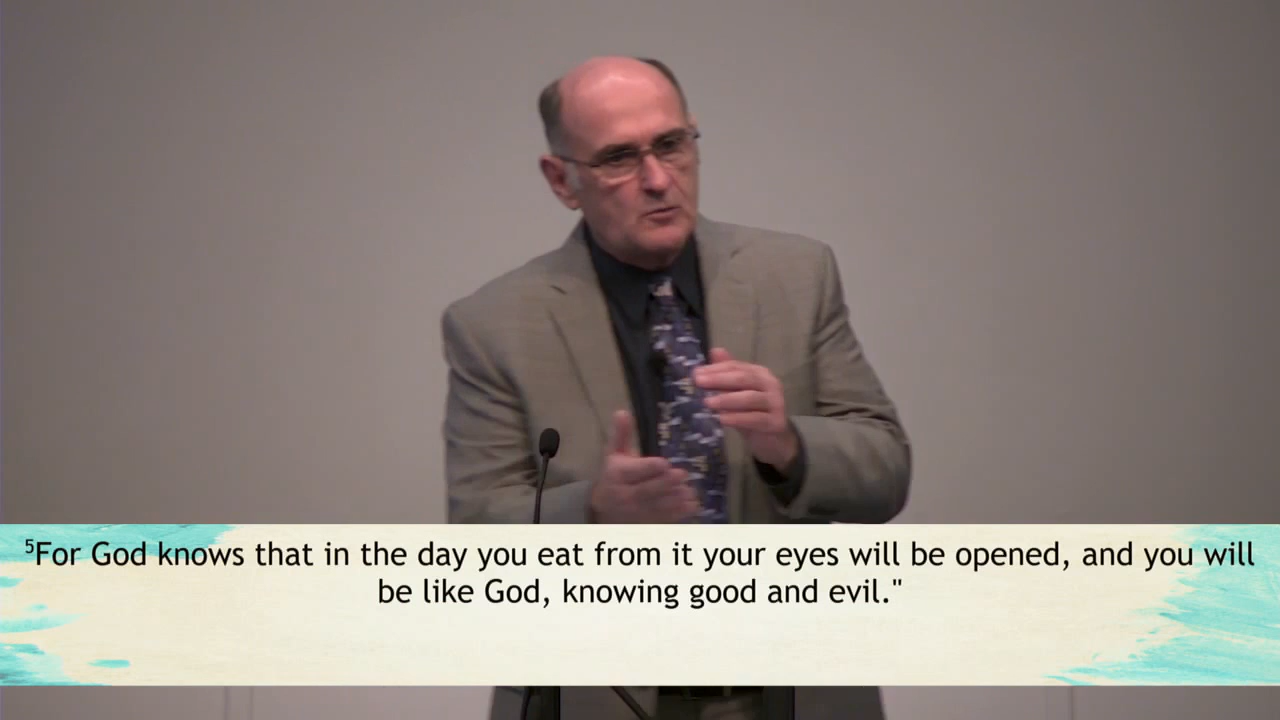 ⁵For God knows that in the day you eat from it your eyes will be opened, and you will
be like God, knowing good and evil."